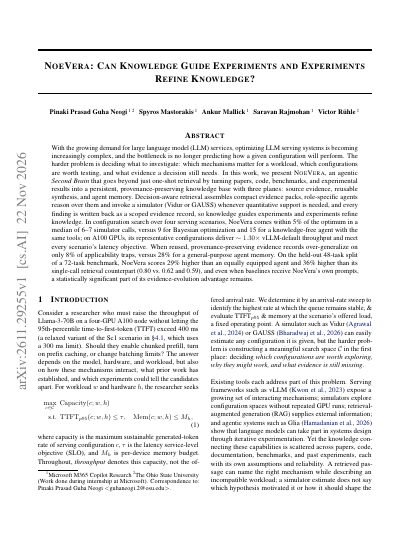 NOEVERA: CAN KNOWLEDGE GUIDE EXPERIMENTS AND EXPERIMENTS
REFINE KNOWLEDGE?
Pinaki Prasad Guha Neogi 1 2 Spyros Mastorakis 1 Ankur Mallick 1 Saravan Rajmohan 1 Victor Rühle 1
ABSTRACT
With the growing demand for large language model (LLM) services, optimizing LLM serving systems is becoming
increasingly complex, and the bottleneck is no longer predicting how a given configuration will perform. The
harder problem is deciding what to investigate: which mechanisms matter for a workload, which configurations
are worth testing, and what evidence a decision still needs. In this work, we present NOEVERA, an agentic
Second Brain that goes beyond just one-shot retrieval by turning papers, code, benchmarks, and experimental
results into a persistent, provenance-preserving knowledge base with three planes: source evidence, reusable
synthesis, and agent memory. Decision-aware retrieval assembles compact evidence packets, role-specific agents
reason over them and invoke a simulator (Vidur or GAUSS) when quantitative support is needed, and every
finding is written back as a scoped evidence record, so knowledge guides experiments and experiments refine
knowledge. In configuration search over four serving scenarios, NOEVERA comes within 5% of the optimum in a
median of 6–7 simulator calls, versus 9 for Bayesian optimization and 15 for a knowledge-free agent with the
same tools; on A100 GPUs, its representative configurations deliver ~ 1.30× vLLM-default throughput and meet
every scenario's latency objective. When reused, provenance-preserving evidence records over-generalize on
only 8% of applicability traps, versus 28% for a general-purpose agent memory. On the held-out 48-task split
of a 72-task benchmark, NOEVERA scores 29% higher than an equally equipped agent and 36% higher than
its single-call retrieval counterpart (0.80 vs. 0.62 and 0.59), and even when baselines receive NOEVERA's own prompts,
a statistically significant part of its evidence-evolution advantage remains.
1 INTRODUCTION
Consider a researcher who must raise the throughput of
Llama-3-70B on a four-GPU A100 node without letting the
95th-percentile time-to-first-token (TTFT) exceed 400 ms
(a relaxed variant of the Sc1 scenario in §4.1, which uses
a 300 ms limit). Should they enable chunked prefill, turn
on prefix caching, or change batching limits? The answer
depends on the model, hardware, and workload, but also
on how these mechanisms interact, what prior work has
established, and which experiments could tell the candidates
apart. For workload w and hardware h, the researcher seeks
max c∈C Capacity(c; w, h)
s.t. TTFT p95(c; w, h) ≤ τ, Mem(c; w, h) ≤ M h,
(1)
where capacity is the maximum sustainable generated-token
rate of serving configuration c, τ is the latency service-level
objective (SLO), and M h is per-device memory budget.
Throughout, throughput denotes this capacity, not the of-
1 Microsoft M365 Copilot Research 2 The Ohio State University
(Work done during internship at Microsoft). Correspondence to:
Pinaki Prasad Guha Neogi <guhaneogi.2@osu.edu>.
fered arrival rate. We determine it by an arrival-rate sweep to
identify the highest rate at which the queue remains stable, &
evaluate TTFT p95 & memory at the scenario's offered load,
a fixed operating point. A simulator such as Vidur (Agrawal
et al., 2024) or GAUSS (Bharadwaj et al., 2026) can easily
estimate any configuration it is given, but the harder prob-
lem is constructing a meaningful search space C in the first
place: deciding which configurations are worth exploring,
why they might work, and what evidence is still missing.
Existing tools each address part of this problem. Serving
frameworks such as vLLM (Kwon et al., 2023) expose a
growing set of interacting mechanisms; simulators explore
configuration spaces without repeated GPU runs; retrieval-
augmented generation (RAG) supplies external information;
and agentic systems such as Glia (Hamadanian et al., 2026)
show that language models can take part in systems design
through iterative experimentation. Yet the knowledge con-
necting these capabilities is scattered across papers, code,
documentation, benchmarks, and past experiments, each
with its own assumptions and reliability. A retrieved pas-
sage can name the right mechanism while describing an
incompatible workload; a simulator estimate does not say
which hypothesis motivated it or how it should shape the
arXiv:2611.29255v1 [cs.AI] 22 Nov 2026